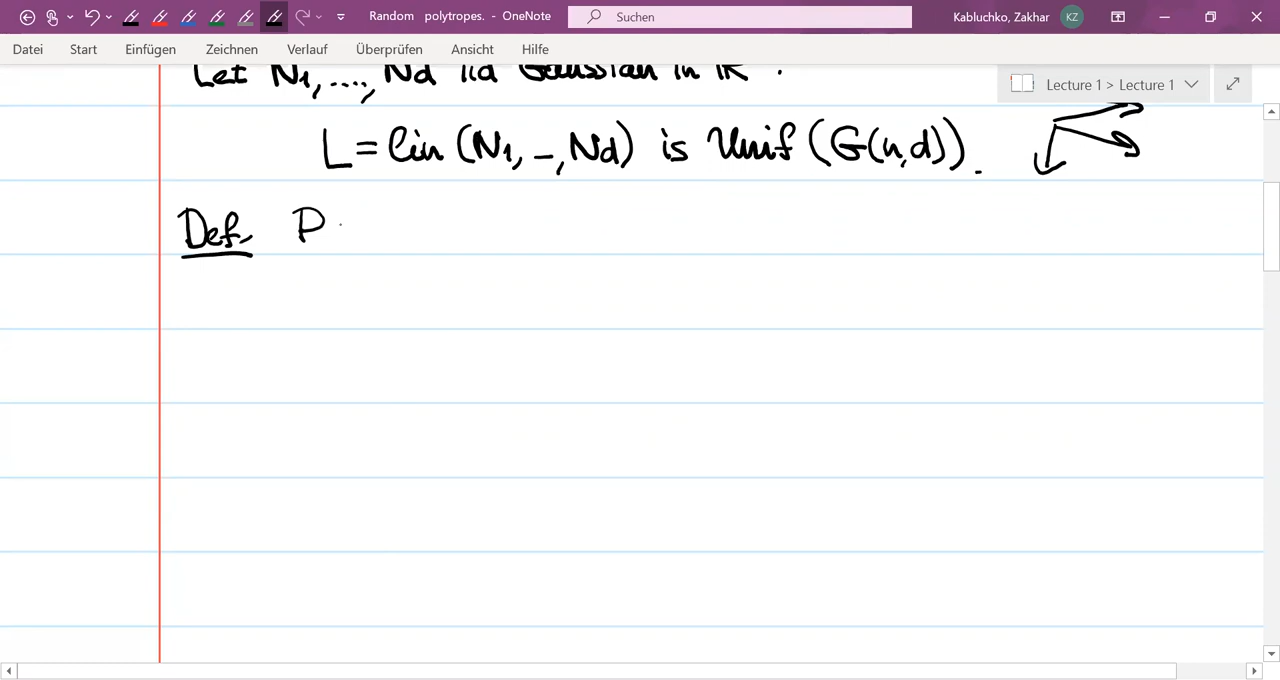 Random polytropes. - OneNote
Suchen
Kabluchko, Zakhar
KZ
Datei Start Einfügen Zeichnen Verlauf Überprüfen Ansicht Hilfe
Let N1, ...., Nd iid Gaussian in R
Lecture 1 > Lecture 1
L = lin (N1, -, Nd) is Unif (G(n,d)).
Def. P